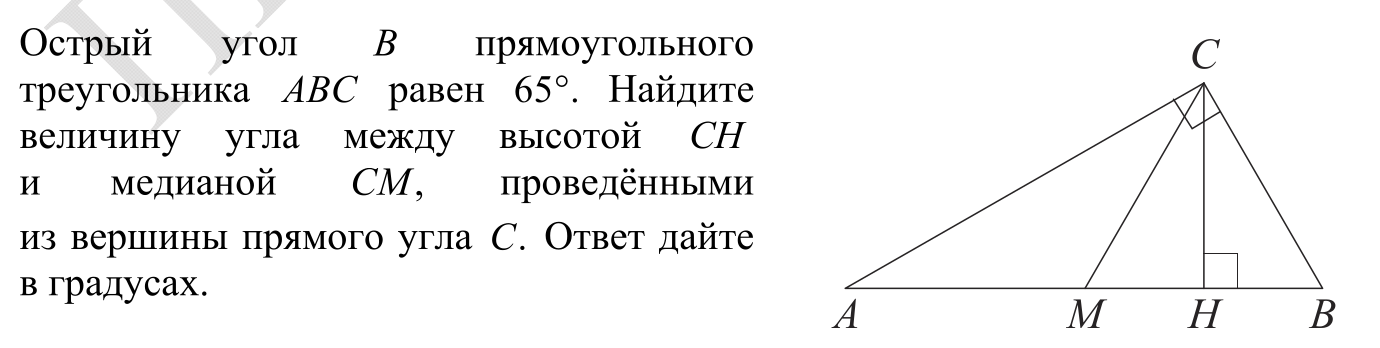 Острый угол B прямоугольного
треугольника ABC равен 65°. Найдите
величину угла между высотой CH
и медианой CM, проведёнными
из вершины прямого угла C. Ответ дайте
в градусах.
C
A M H B